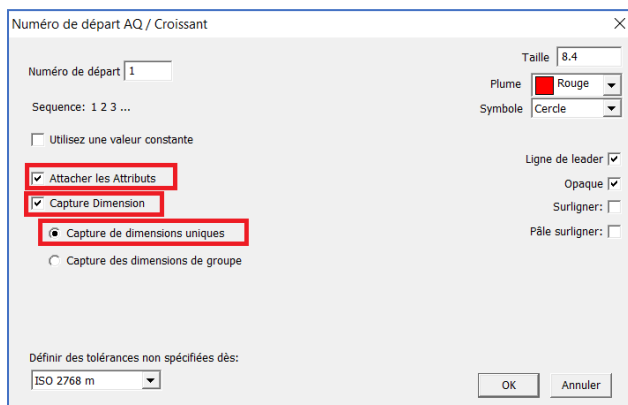 Numéro de départ AQ / Croissant
Taille 8.4
Numéro de départ 1
Plume Rouge
Sequence: 1 2 3 ...
Symbole Cercle
Utilisez une valeur constante
Ligne de leader
Attacher les Attributs
Opaque
Capture Dimension
Surligner:
Capture de dimensions uniques
Pâle surligner:
Capture des dimensions de groupe
Définir des tolérances non spécifiées dès:
ISO 2768 m
OK
Annuler